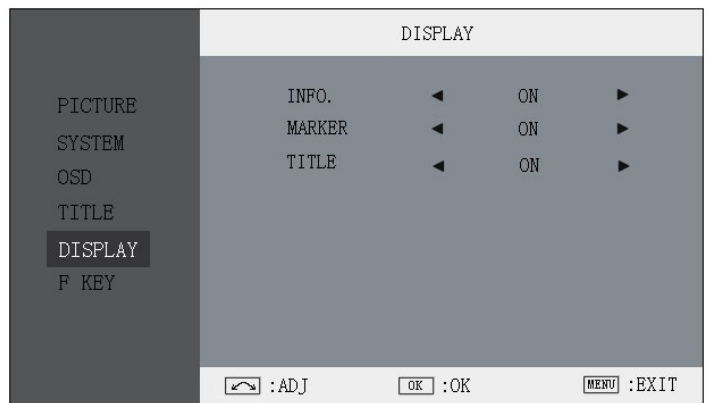 DISPLAY
PICTURE
SYSTEM
OSD
TITLE
DISPLAY
F KEY
INFO. ◀ ON ▶
MARKER ◀ ON ▶
TITLE ◀ ON ▶
:ADJ OK :OK MENU :EXIT